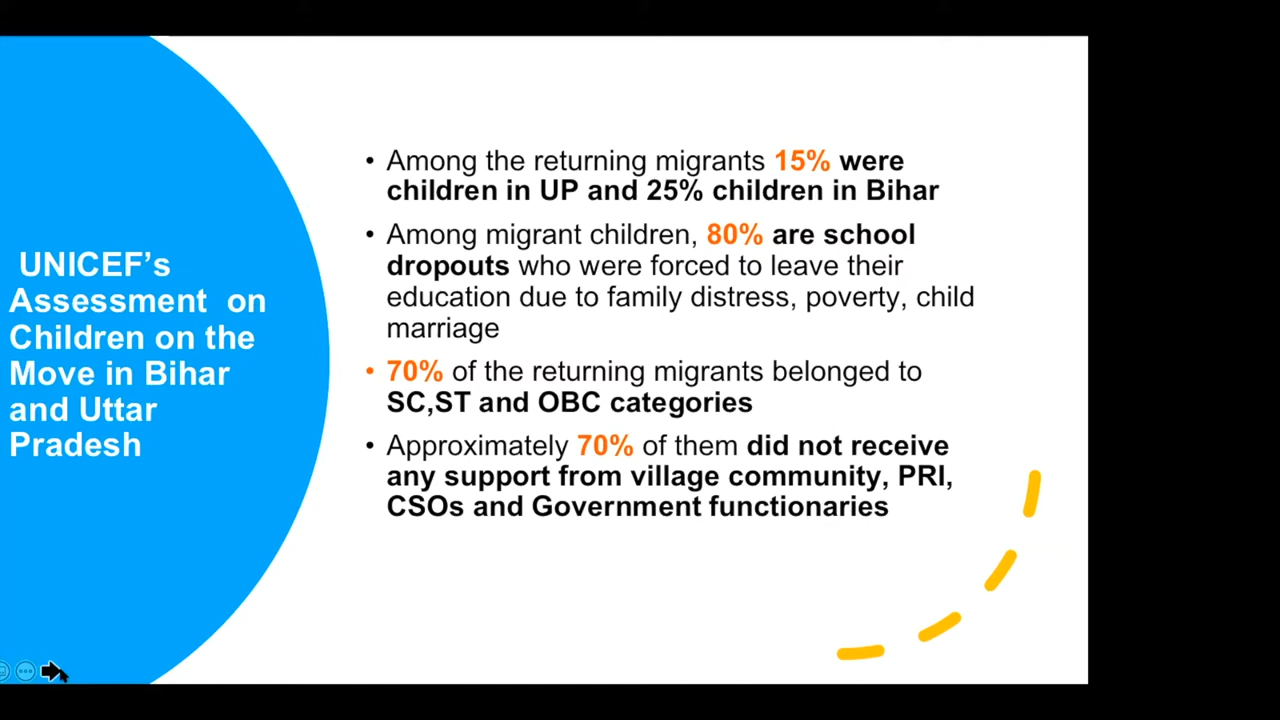 UNICEF’s
Assessment on
Children on the
Move in Bihar
and Uttar
Pradesh
• Among the returning migrants 15% were
children in UP and 25% children in Bihar
• Among migrant children, 80% are school
dropouts who were forced to leave their
education due to family distress, poverty, child
marriage
• 70% of the returning migrants belonged to
SC,ST and OBC categories
• Approximately 70% of them did not receive
any support from village community, PRI,
CSOs and Government functionaries